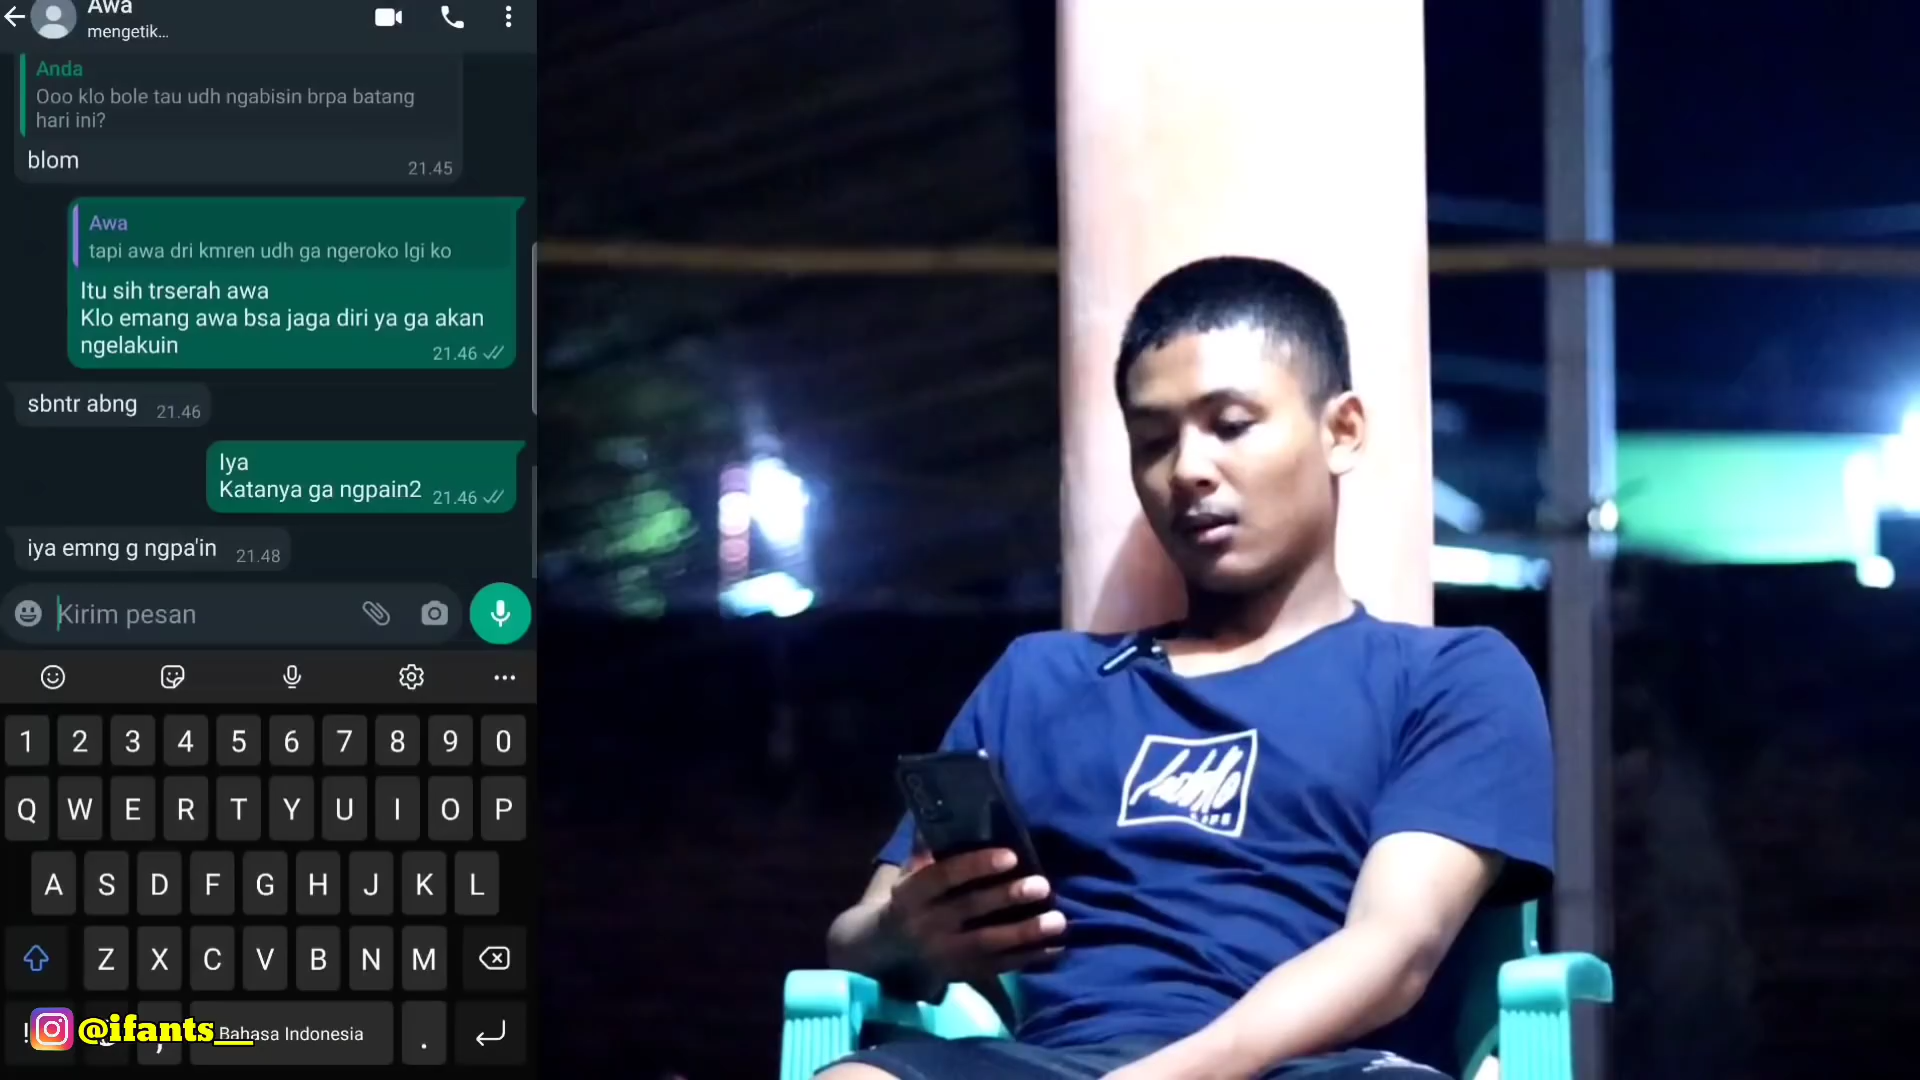 Awa
mengetik...
Anda
Ooo klo bole tau udh ngabisin brpa batang
hari ini?
blom
21.45
Awa
tapi awa dri kmren udh ga ngeroko lgi ko
Itu sih trserah awa
Klo emang awa bsa jaga diri ya ga akan
ngelakuin
21.46
sbntr abng
21.46
Iya
Katanya ga ngpain2
21.46
iya emng g ngpa'in
21.48
Kirim pesan
1 2 3 4 5 6 7 8 9 0
Q W E R T Y U I O P
A S D F G H J K L
Z X C V B N M
@ifants__
Bahasa Indonesia
.